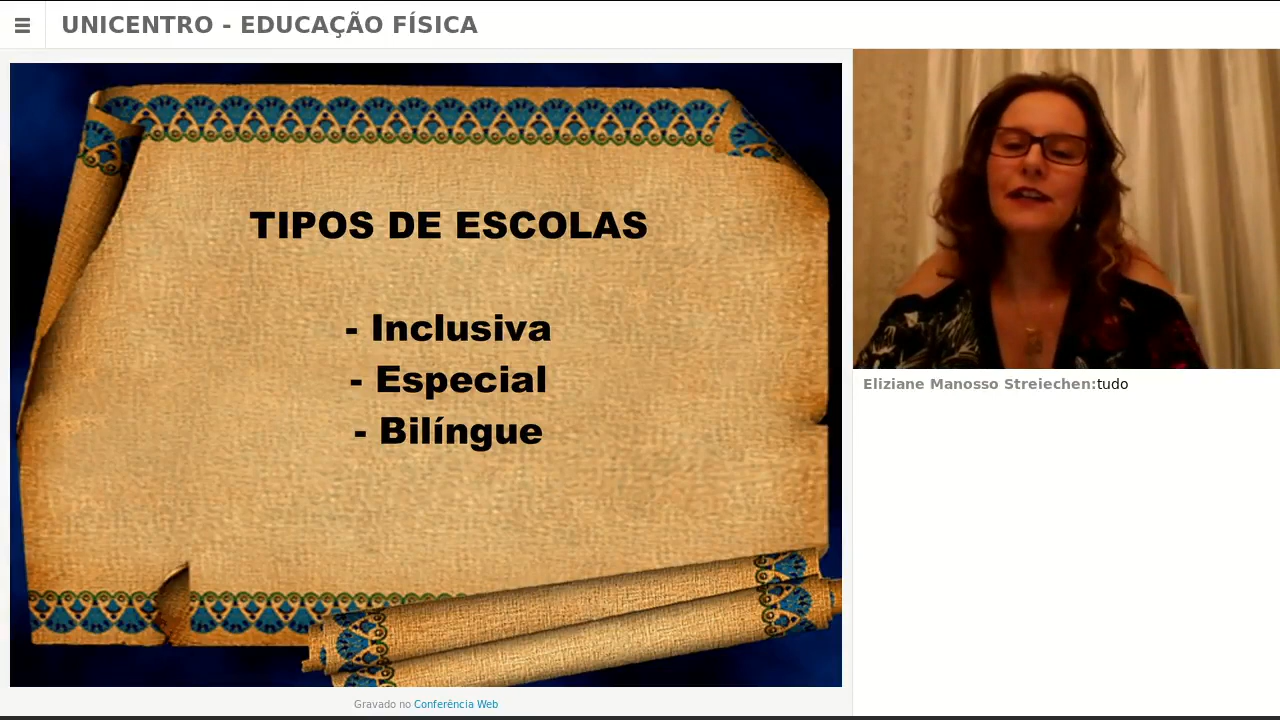 UNICENTRO - EDUCAÇÃO FÍSICA
TIPOS DE ESCOLAS
- Inclusiva
- Especial
- Bilíngue
Eliziane Manosso Streiechen:tudo
Gravado no Conferência Web